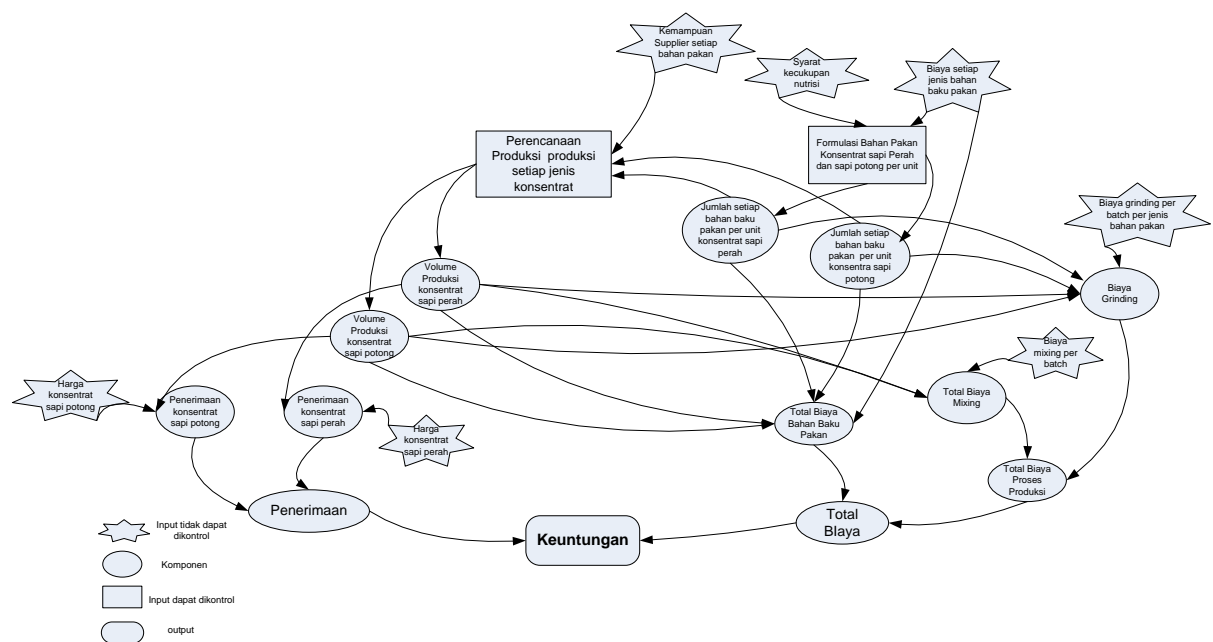 Kemampuan
Supplier setiap
bahan pakan
Syarat
kecukupan
nutrisi
Biaya setiap
jenis bahan
baku pakan
Perencanaan
Produksi produksi
setiap jenis
konsentrat
Formulasi Bahan Pakan
Konsentrat sapi Perah
dan sapi potong per unit
Biaya grinding per
batch per jenis
bahan pakan
Jumlah setiap
bahan baku
pakan per unit
konsentrat sapi
perah
Jumlah setiap
bahan baku
pakan per unit
konsentra sapi
potong
Volume
Produksi
konsentrat
sapi perah
Biaya
Grinding
Volume
Produksi
konsentrat
sapi potong
Biaya
mixing per
batch
Harga
konsentrat
sapi potong
Penerimaan
konsentrat
sapi potong
Penerimaan
konsentrat
sapi perah
Harga
konsentrat
sapi perah
Total Biaya
Bahan Baku
Pakan
Total Biaya
Mixing
Total Biaya
Proses
Produksi
Penerimaan
Keuntungan
Total
BIaya
Input tidak dapat
dikontrol
Komponen
Input dapat dikontrol
output